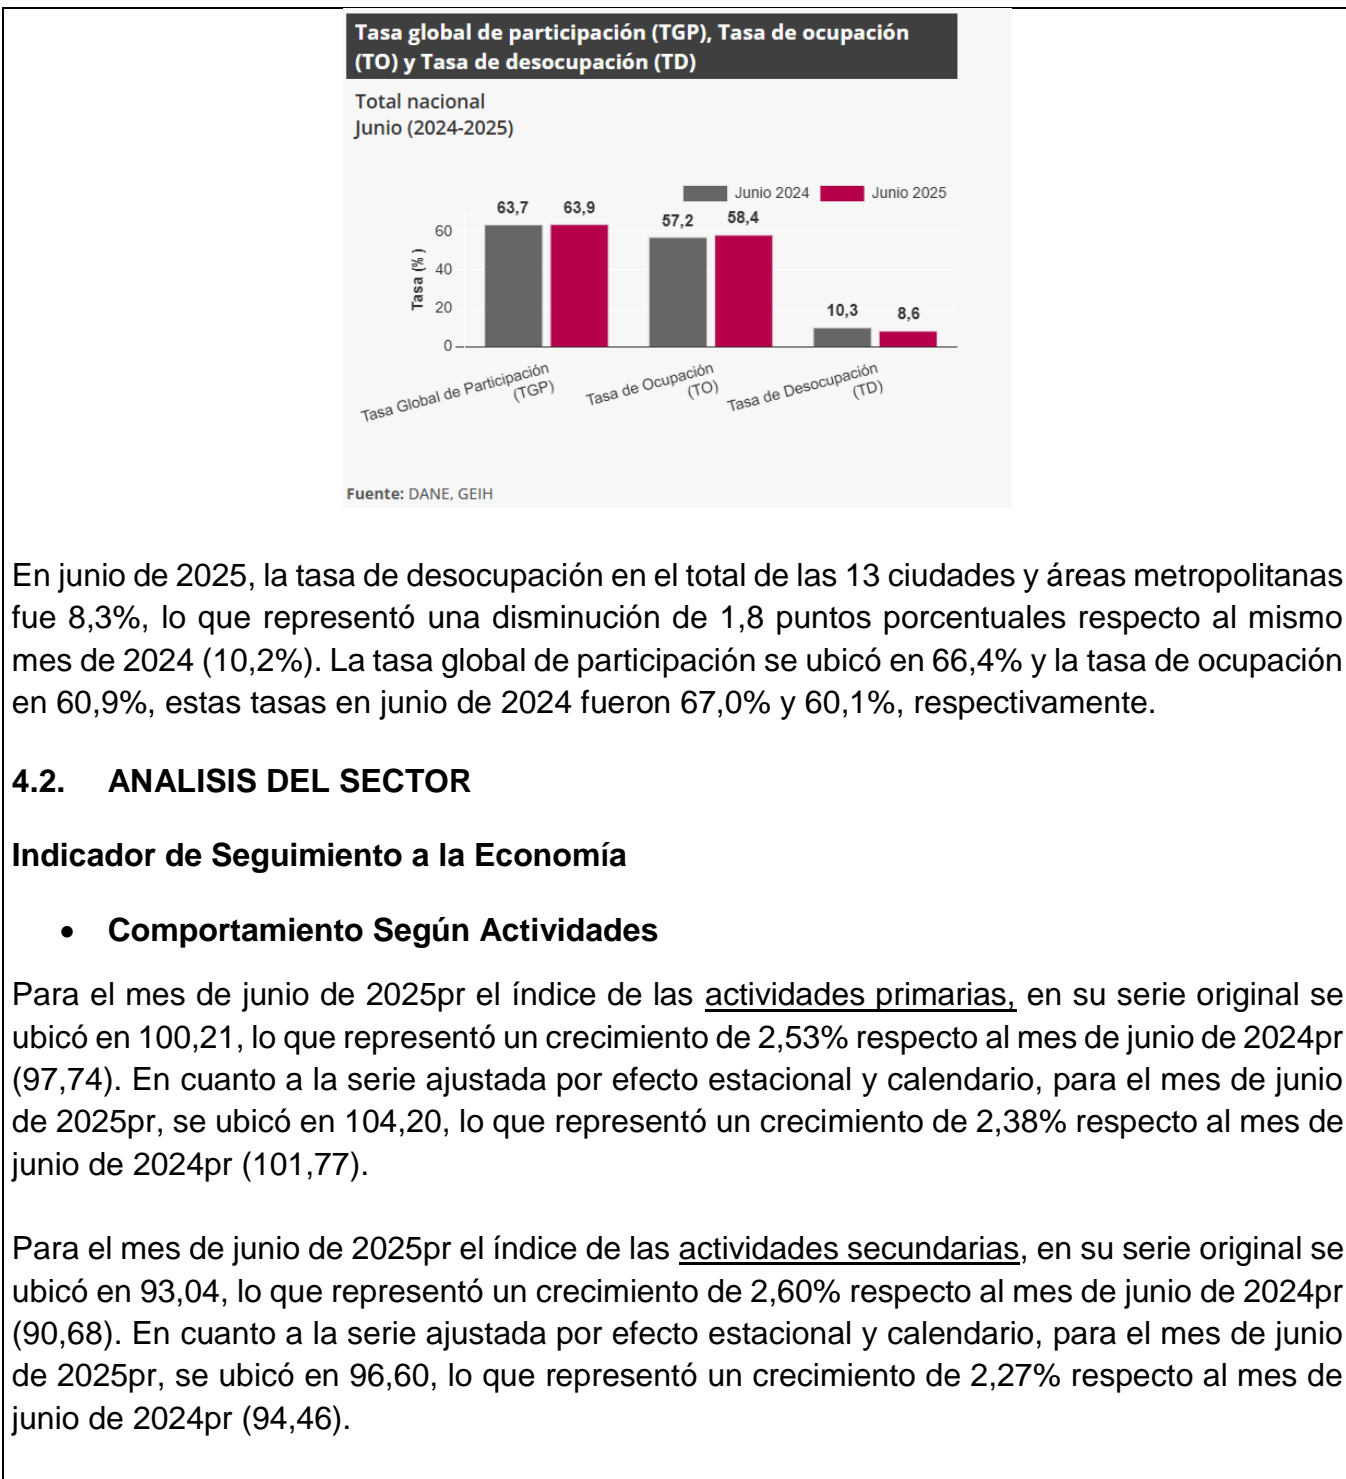 Tasa global de participación (TGP), Tasa de ocupación
(TO) y Tasa de desocupación (TD)
Total nacional
Junio (2024-2025)
Junio 2024
Junio 2025
63,7
63,9
57,2
58,4
10,3
8,6
Tasa (%)
60
40
20
0
Tasa Global de Participación
(TGP)
Tasa de Ocupación
(TO)
Tasa de Desocupación
(TD)
Fuente: DANE, GEIH
En junio de 2025, la tasa de desocupación en el total de las 13 ciudades y áreas metropolitanas
fue 8,3%, lo que representó una disminución de 1,8 puntos porcentuales respecto al mismo
mes de 2024 (10,2%). La tasa global de participación se ubicó en 66,4% y la tasa de ocupación
en 60,9%, estas tasas en junio de 2024 fueron 67,0% y 60,1%, respectivamente.
4.2. ANALISIS DEL SECTOR
Indicador de Seguimiento a la Economía
• Comportamiento Según Actividades
Para el mes de junio de 2025pr el índice de las actividades primarias, en su serie original se
ubicó en 100,21, lo que representó un crecimiento de 2,53% respecto al mes de junio de 2024pr
(97,74). En cuanto a la serie ajustada por efecto estacional y calendario, para el mes de junio
de 2025pr, se ubicó en 104,20, lo que representó un crecimiento de 2,38% respecto al mes de
junio de 2024pr (101,77).
Para el mes de junio de 2025pr el índice de las actividades secundarias, en su serie original se
ubicó en 93,04, lo que representó un crecimiento de 2,60% respecto al mes de junio de 2024pr
(90,68). En cuanto a la serie ajustada por efecto estacional y calendario, para el mes de junio
de 2025pr, se ubicó en 96,60, lo que representó un crecimiento de 2,27% respecto al mes de
junio de 2024pr (94,46).